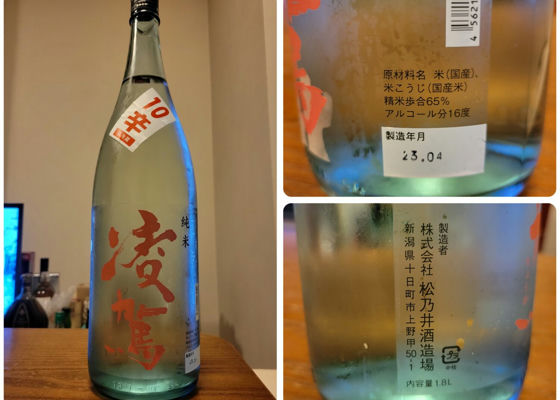 10辛口
純米
凌駕
4 5621
原材料名 米(国産)、
米こうじ(国産米)
精米歩合65%
アルコール分16度
製造年月
23.04
製造者
株式会社 松乃井酒造場
新潟県十日町市上野甲50-1
内容量1.8L